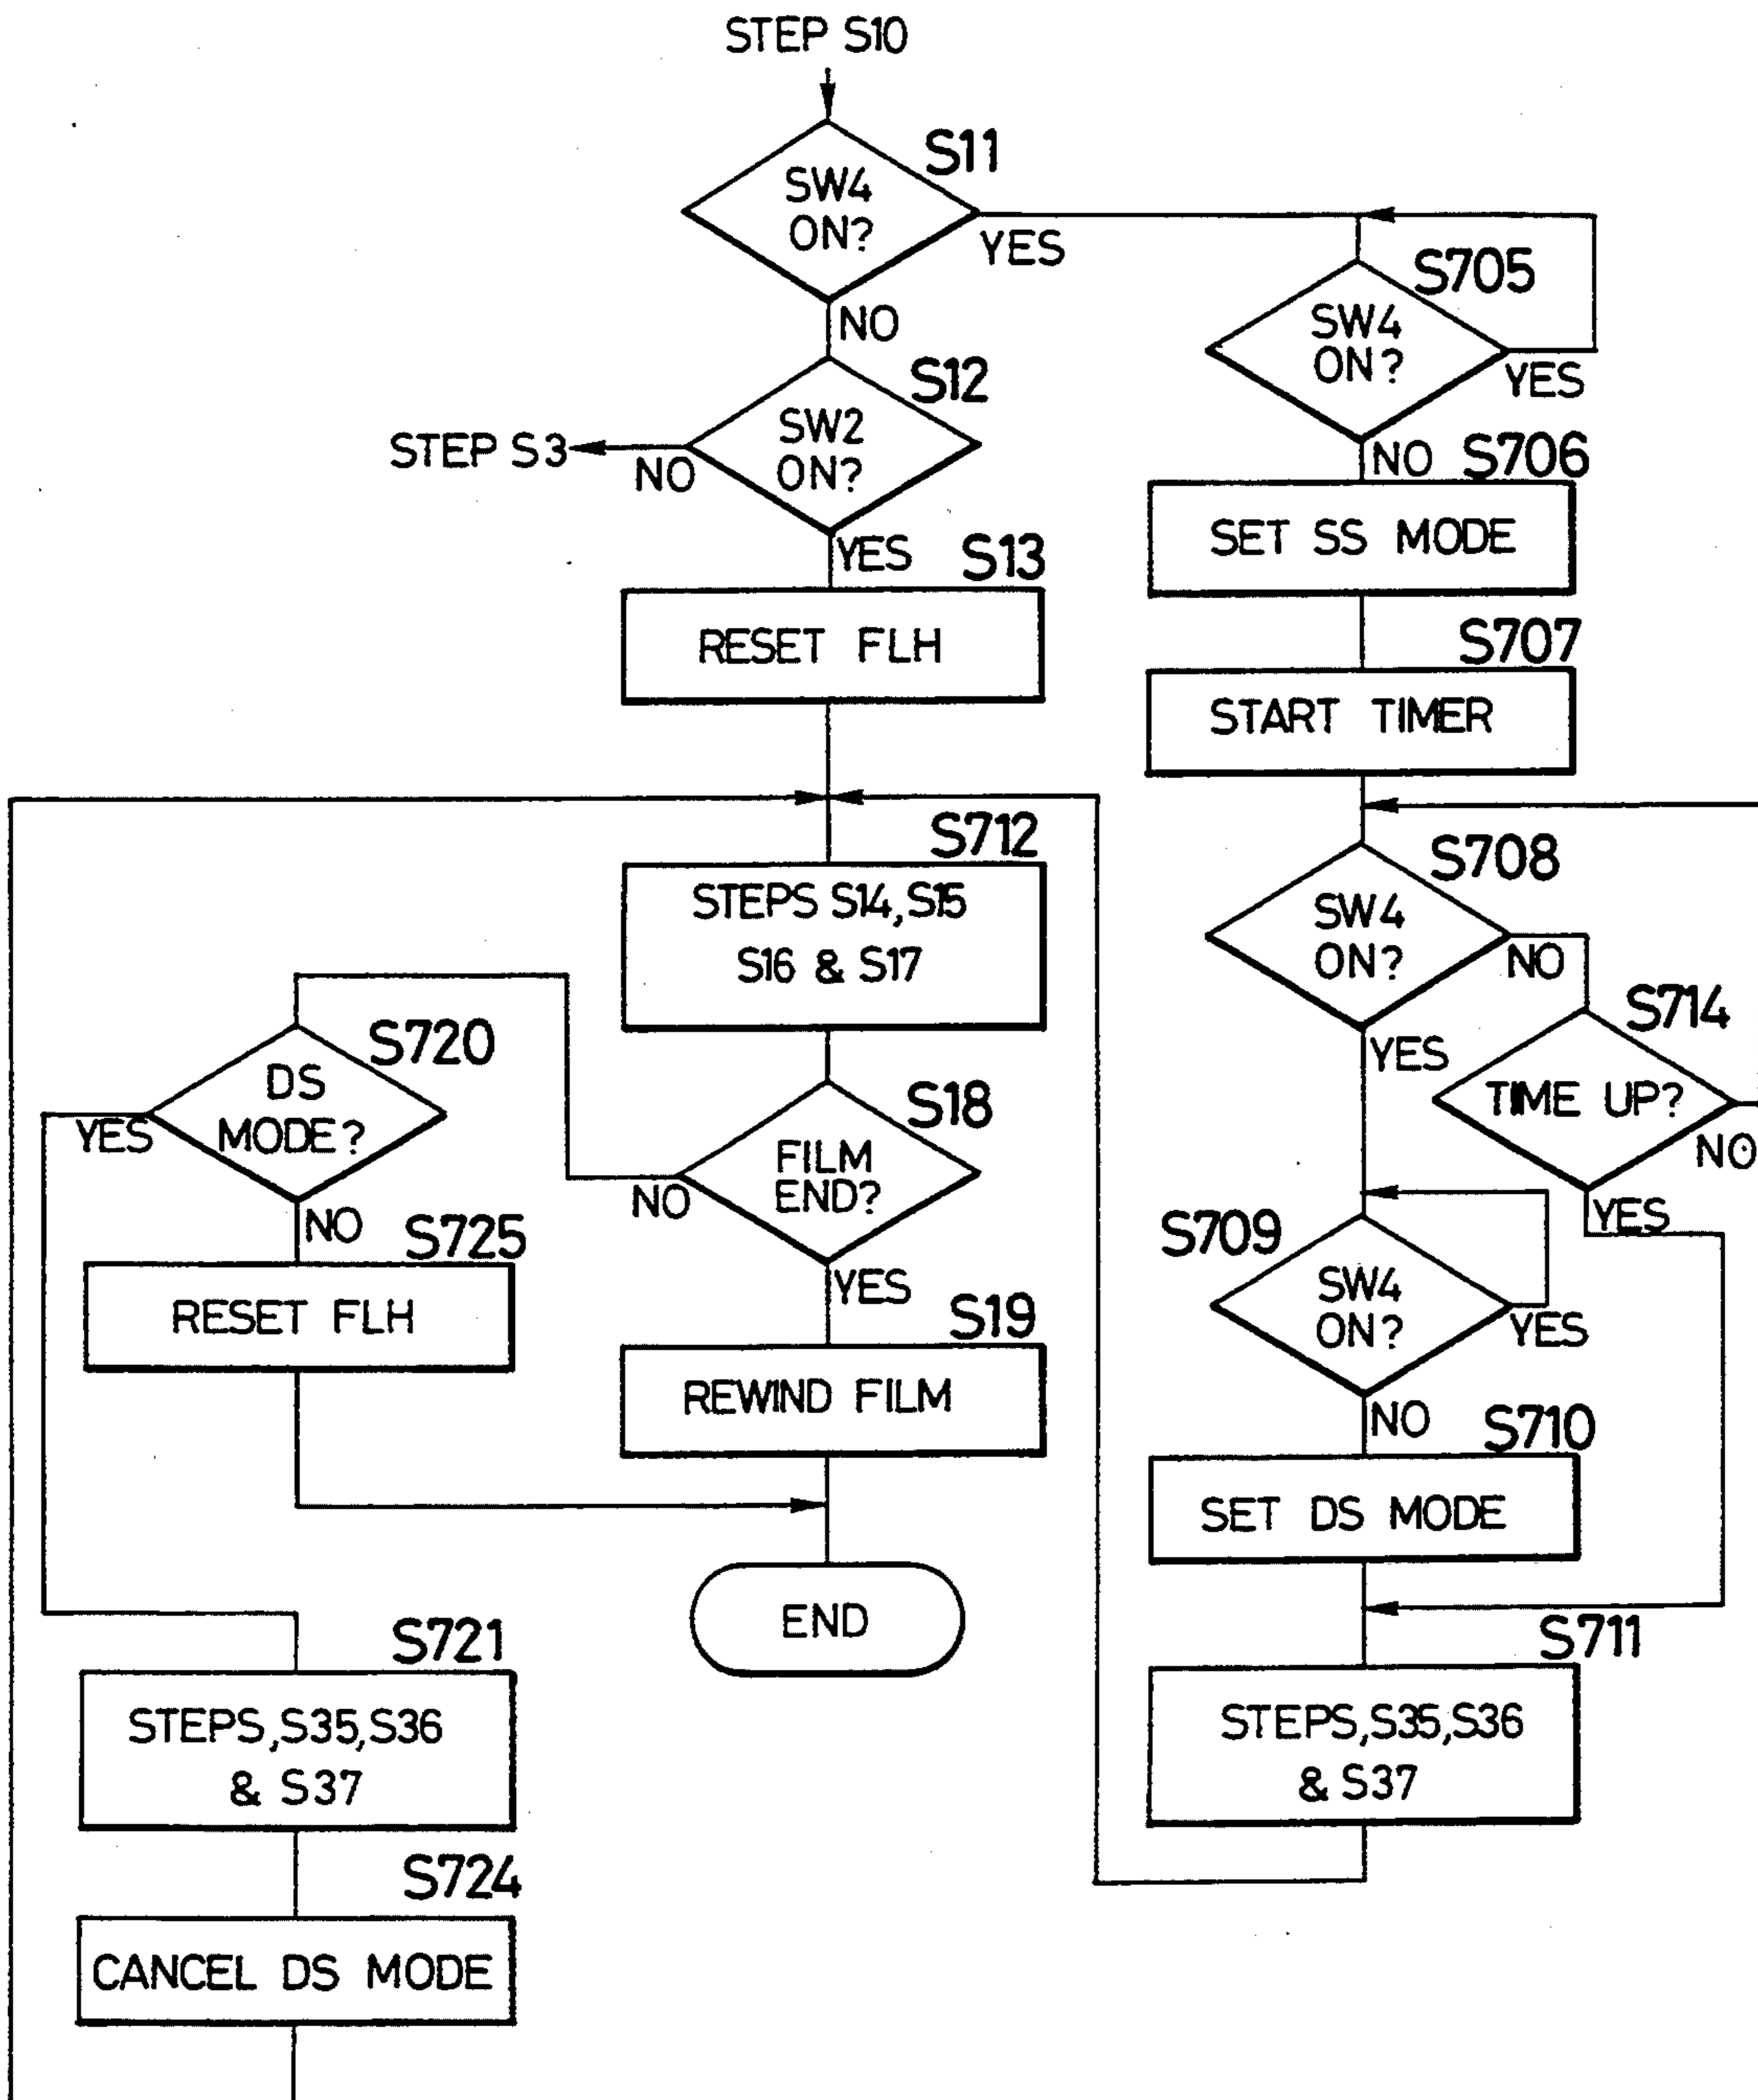 STEP S10
S11
SW4
ON?
YES
NO
S12
SW2
ON?
STEP S3
NO
YES
S13
RESET FLH
S705
SW4
ON?
YES
NO
S706
SET SS MODE
S707
START TIMER
S712
STEPS S14,S15
S16 & S17
S708
SW4
ON?
NO
YES
S714
TIME UP?
NO
YES
S720
DS
MODE?
YES
NO
S18
FILM
END?
NO
YES
S725
RESET FLH
S19
REWIND FILM
S709
SW4
ON?
YES
NO
S710
SET DS MODE
END
S711
STEPS,S35,S36
& S37
S721
STEPS,S35,S36
& S37
S724
CANCEL DS MODE